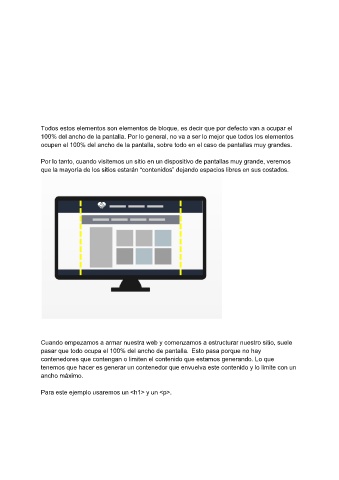 Todos estos elementos son elementos de bloque, es decir que por defecto van a ocupar el
100% del ancho de la pantalla. Por lo general, no va a ser lo mejor que todos los elementos
ocupen el 100% del ancho de la pantalla, sobre todo en el caso de pantallas muy grandes.
Por lo tanto, cuando visitemos un sitio en un dispositivo de pantallas muy grande, veremos
que la mayoría de los sitios estarán “contenidos” dejando espacios libres en sus costados.
Cuando empezamos a armar nuestra web y comenzamos a estructurar nuestro sitio, suele
pasar que todo ocupa el 100% del ancho de pantalla. Esto pasa porque no hay
contenedores que contengan o limiten el contenido que estamos generando. Lo que
tenemos que hacer es generar un contenedor que envuelva este contenido y lo limite con un
ancho máximo.
Para este ejemplo usaremos un <h1> y un <p>.